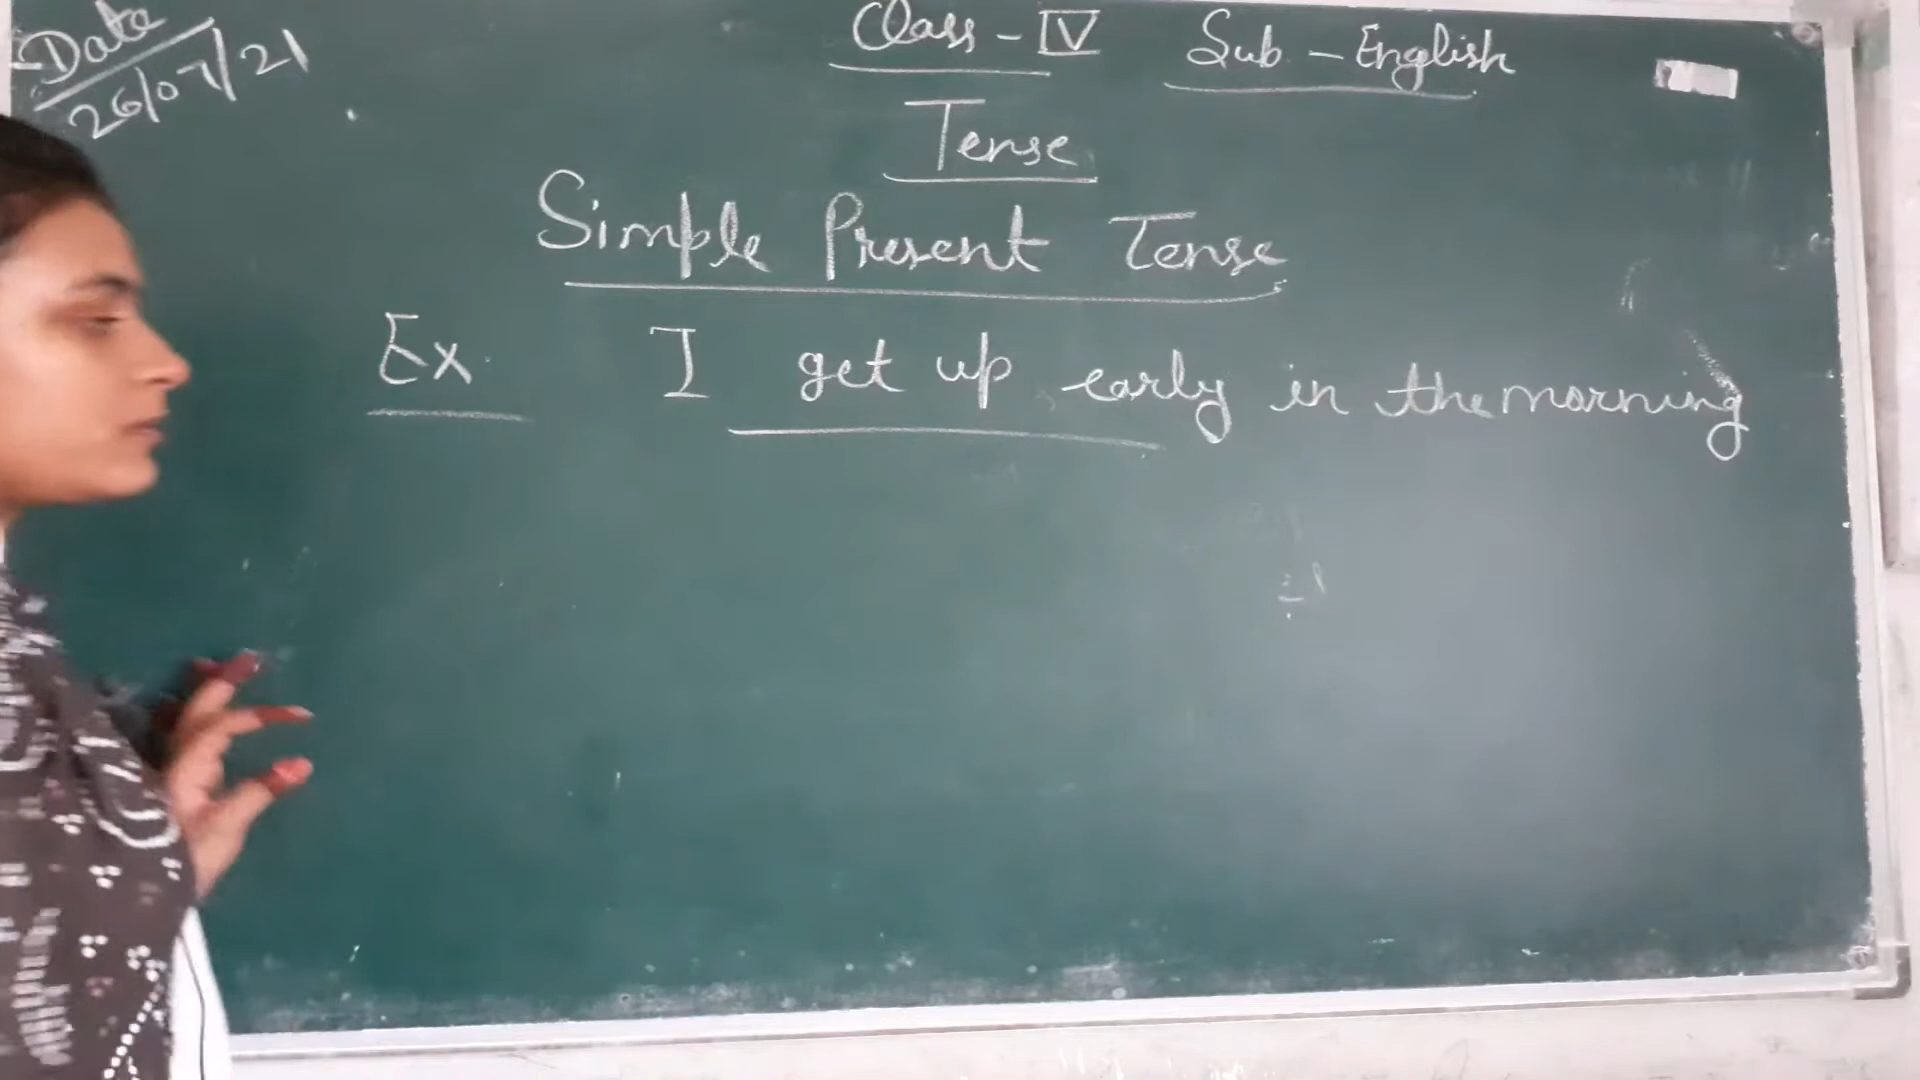 Date
26/07/21
Class - IV Sub - English
Tense
Simple Present Tense
Ex. I get up early in the morning